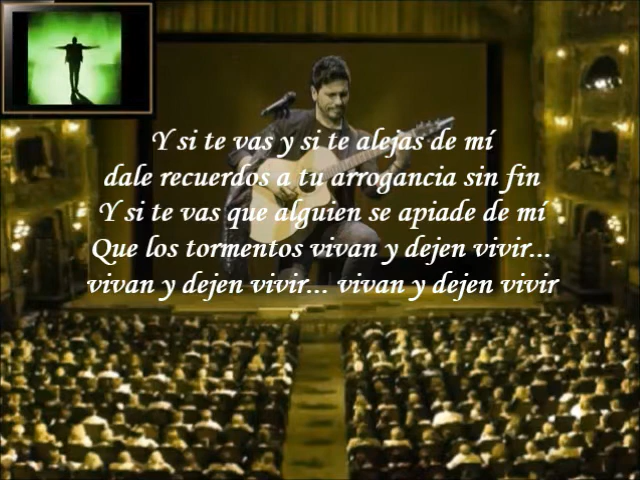 Y si te vas y si te alejas de mí
dale recuerdos a tu arrogancia sin fin
Y si te vas que alguien se apiade de mí
Que los tormentos vivan y dejen vivir...
vivan y dejen vivir... vivan y dejen vivir
.